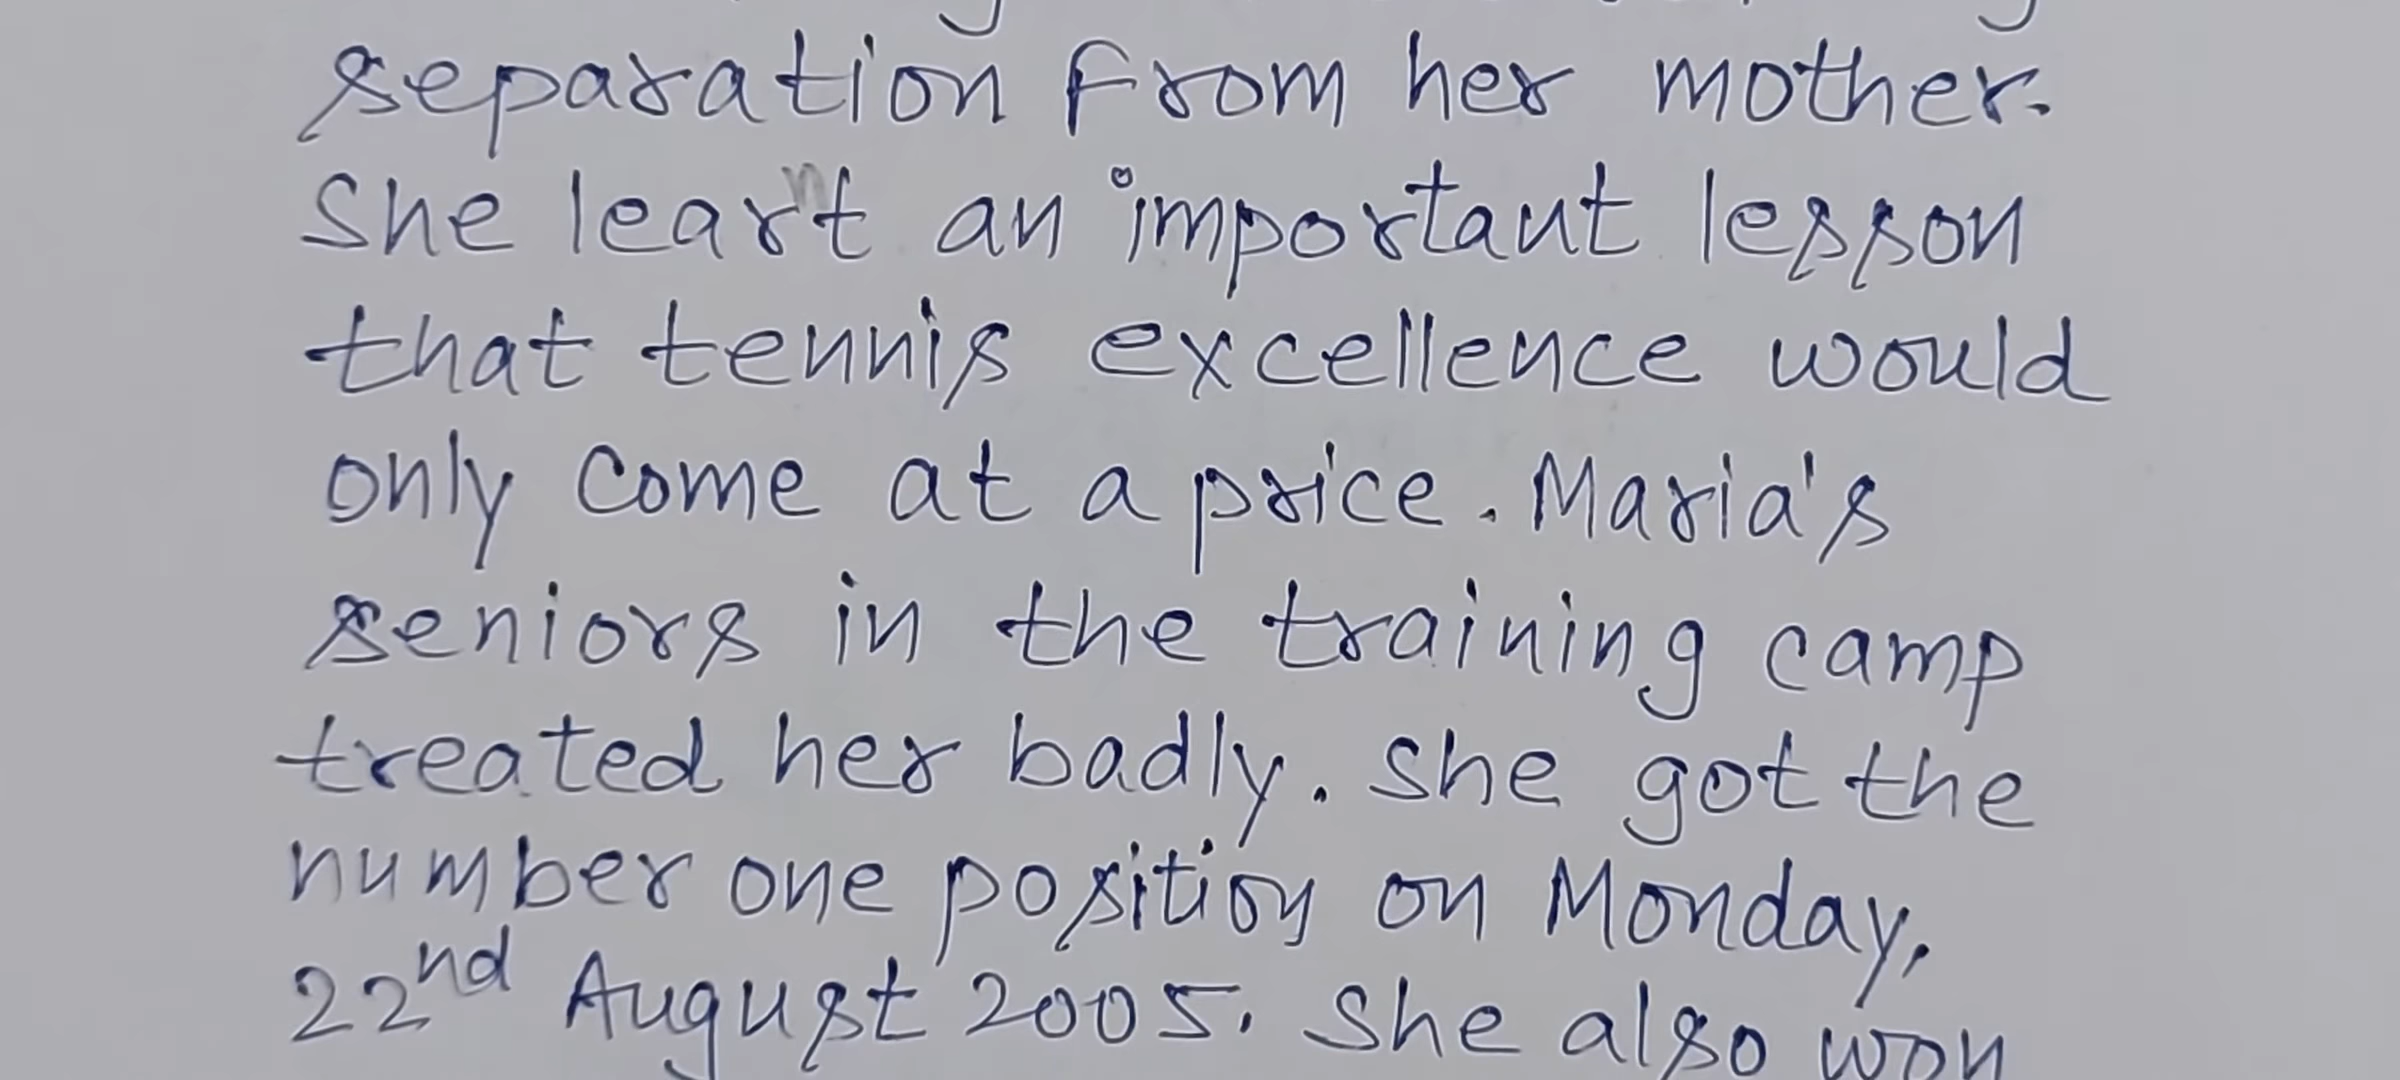 separation from her mother.
She lear'nt an important lesson
that tennis excellence would
only come at a price. Maria's
seniors in the training camp
treated her badly. She got the
number one position on Monday,
22nd August 2005. She also won